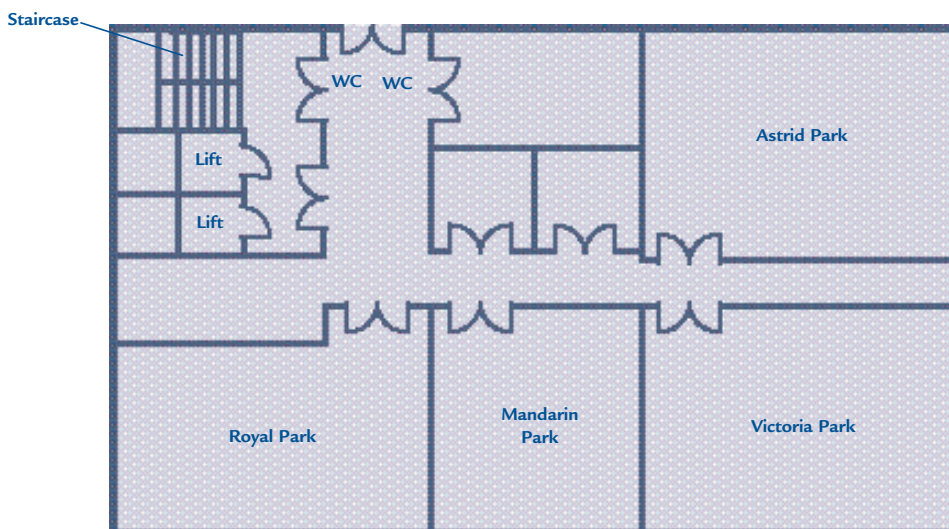 Staircase
WC WC
Astrid Park
Lift
Lift
Royal Park
Mandarin
Park
Victoria Park